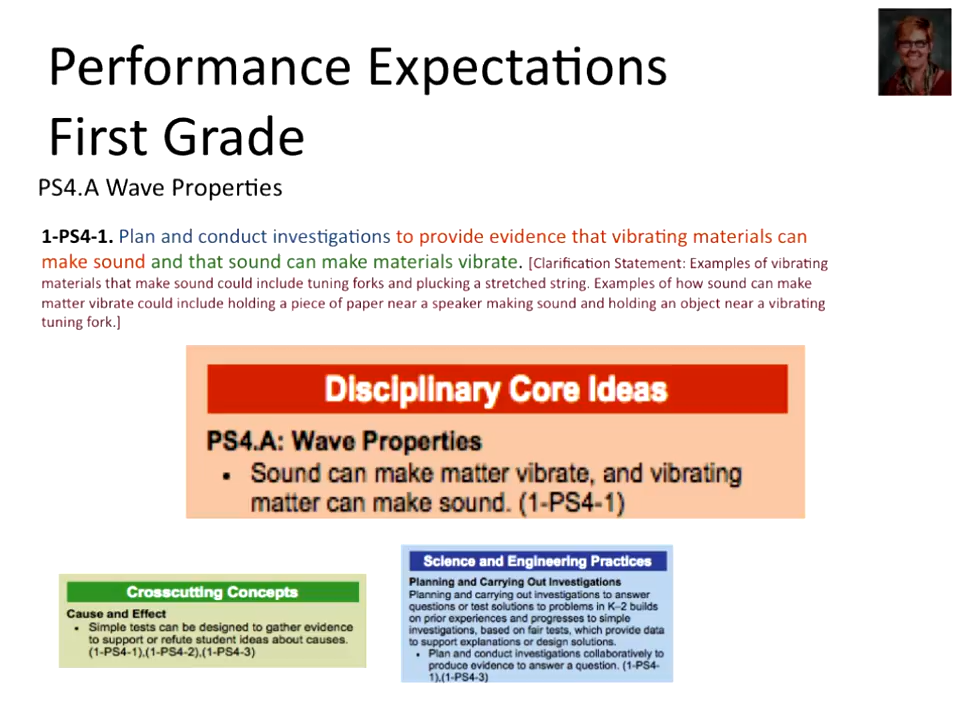 Performance Expectations
First Grade
PS4.A Wave Properties
1-PS4-1. Plan and conduct investigations to provide evidence that vibrating materials can
make sound and that sound can make materials vibrate. [Clarification Statement: Examples of vibrating
materials that make sound could include tuning forks and plucking a stretched string. Examples of how sound can make
matter vibrate could include holding a piece of paper near a speaker making sound and holding an object near a vibrating
tuning fork.]
Disciplinary Core Ideas
PS4.A: Wave Properties
• Sound can make matter vibrate, and vibrating
matter can make sound. (1-PS4-1)
Crosscutting Concepts
Cause and Effect
• Simple tests can be designed to gather evidence
to support or refute student ideas about causes.
(1-PS4-1),(1-PS4-2),(1-PS4-3)
Science and Engineering Practices
Planning and Carrying Out Investigations
Planning and carrying out investigations to answer
questions or test solutions to problems in K–2 builds
on prior experiences and progresses to simple
investigations, based on fair tests, which provide data
to support explanations or design solutions.
• Plan and conduct investigations collaboratively to
produce evidence to answer a question. (1-PS4-
1),(1-PS4-3)